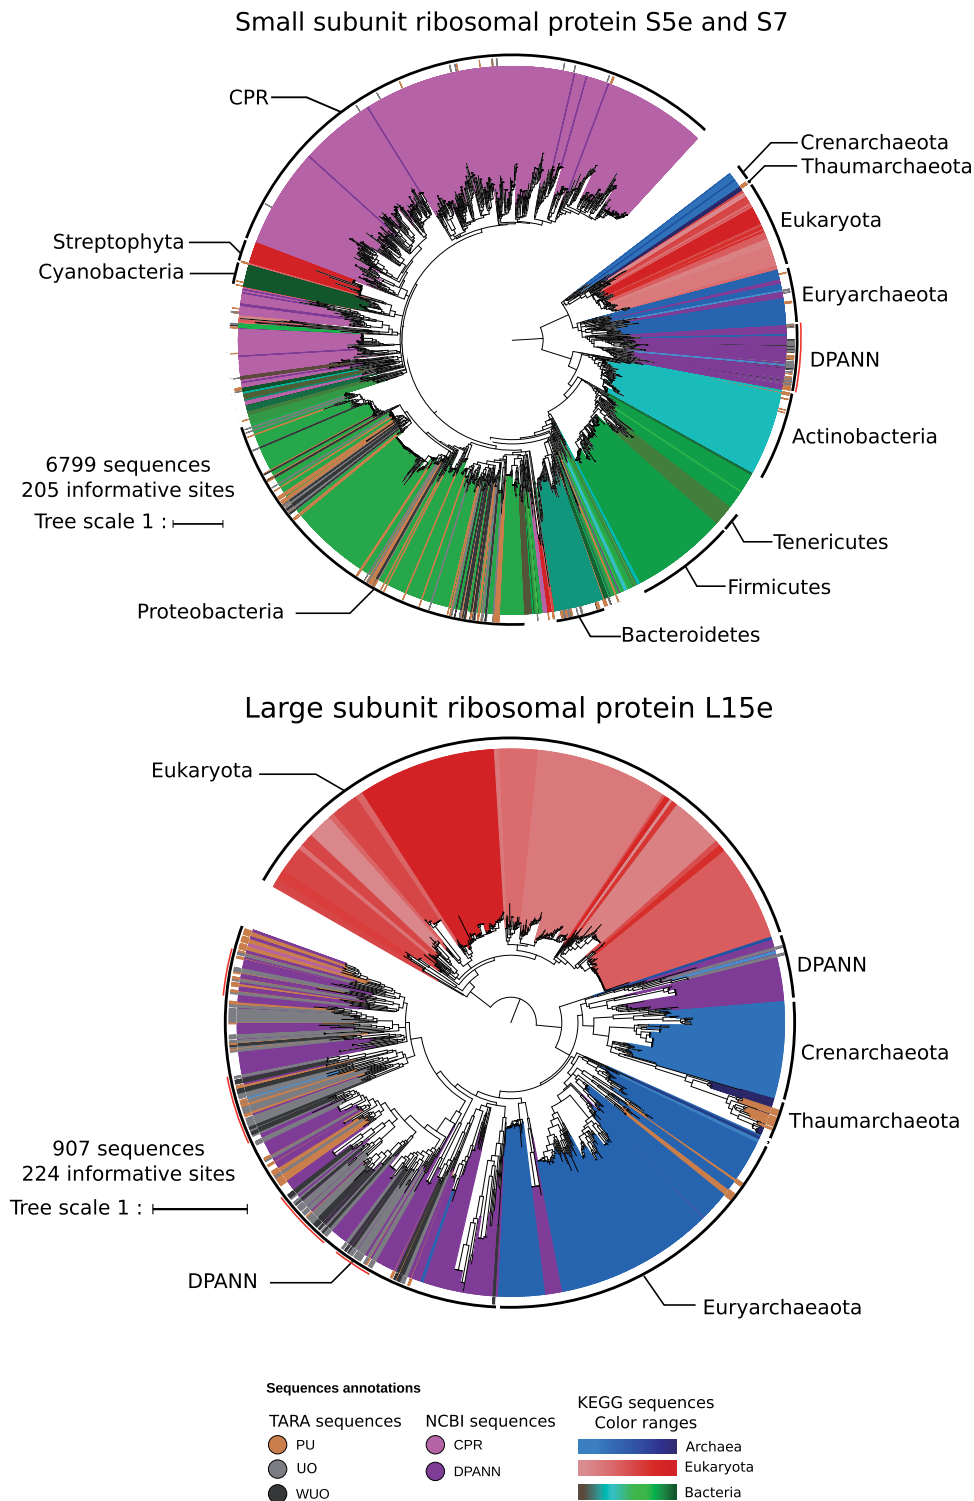 Small subunit ribosomal protein S5e and S7
CPR
Crenarchaeota
Thaumarchaeota
Eukaryota
Streptophyta
Cyanobacteria
Euryarchaeota
DPANN
Actinobacteria
6799 sequences
205 informative sites
Tree scale 1 :
Tenericutes
Firmicutes
Proteobacteria
Bacteroidetes
Large subunit ribosomal protein L15e
Eukaryota
DPANN
Crenarchaeota
Thaumarchaeota
907 sequences
224 informative sites
Tree scale 1 :
DPANN
Euryarchaeaota
Sequences annotations
TARA sequences
PU
UO
WUO
NCBI sequences
CPR
DPANN
KEGG sequences
Color ranges
Archaea
Eukaryota
Bacteria